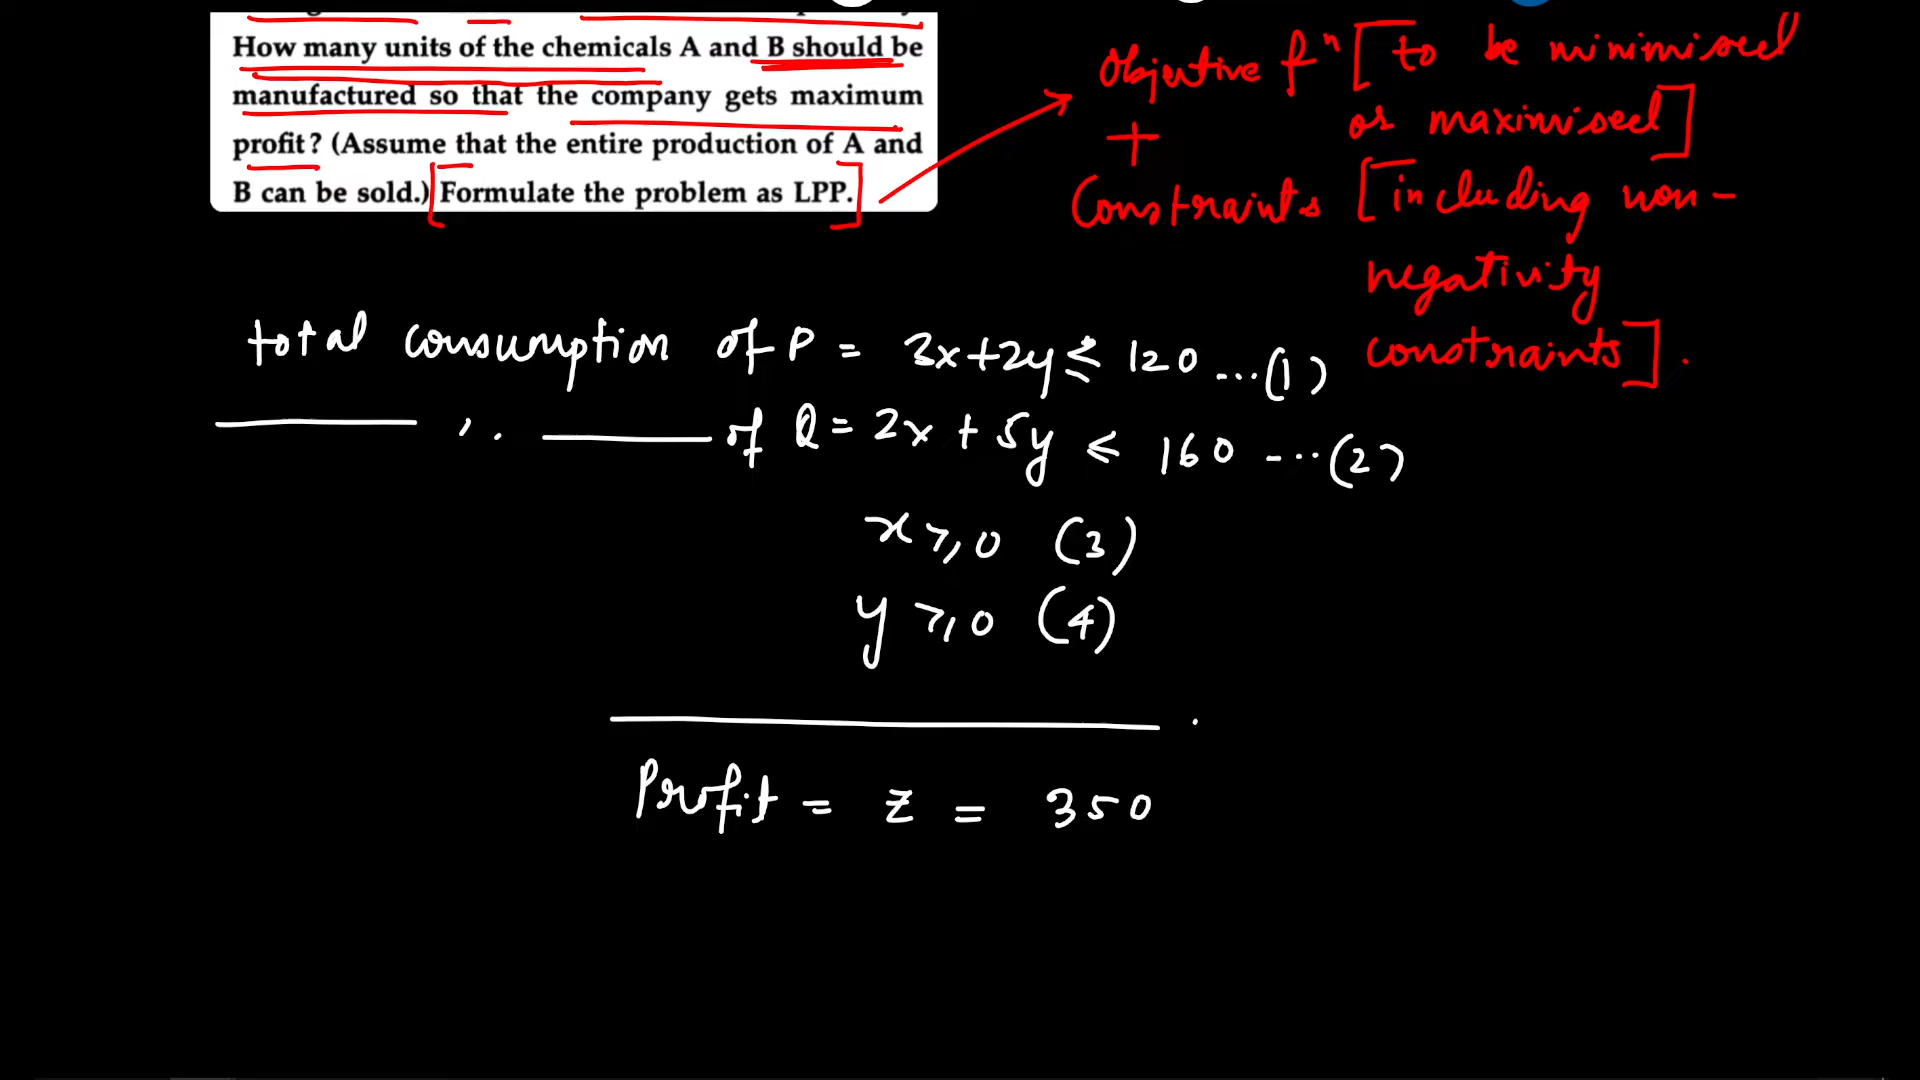 How many units of the chemicals A and B should be
manufactured so that the company gets maximum
profit? (Assume that the entire production of A and
B can be sold.) Formulate the problem as LPP.
Objective fⁿ [to be minimised
or maximised]
+
Constraints [including non-
negativity
constraints].
total consumption of P = 3x+2y ≤ 120 ...(1)
,, of Q = 2x + 5y ≤ 160 ...(2)
x ≥ 0 (3)
y ≥ 0 (4)
Profit = z = 350